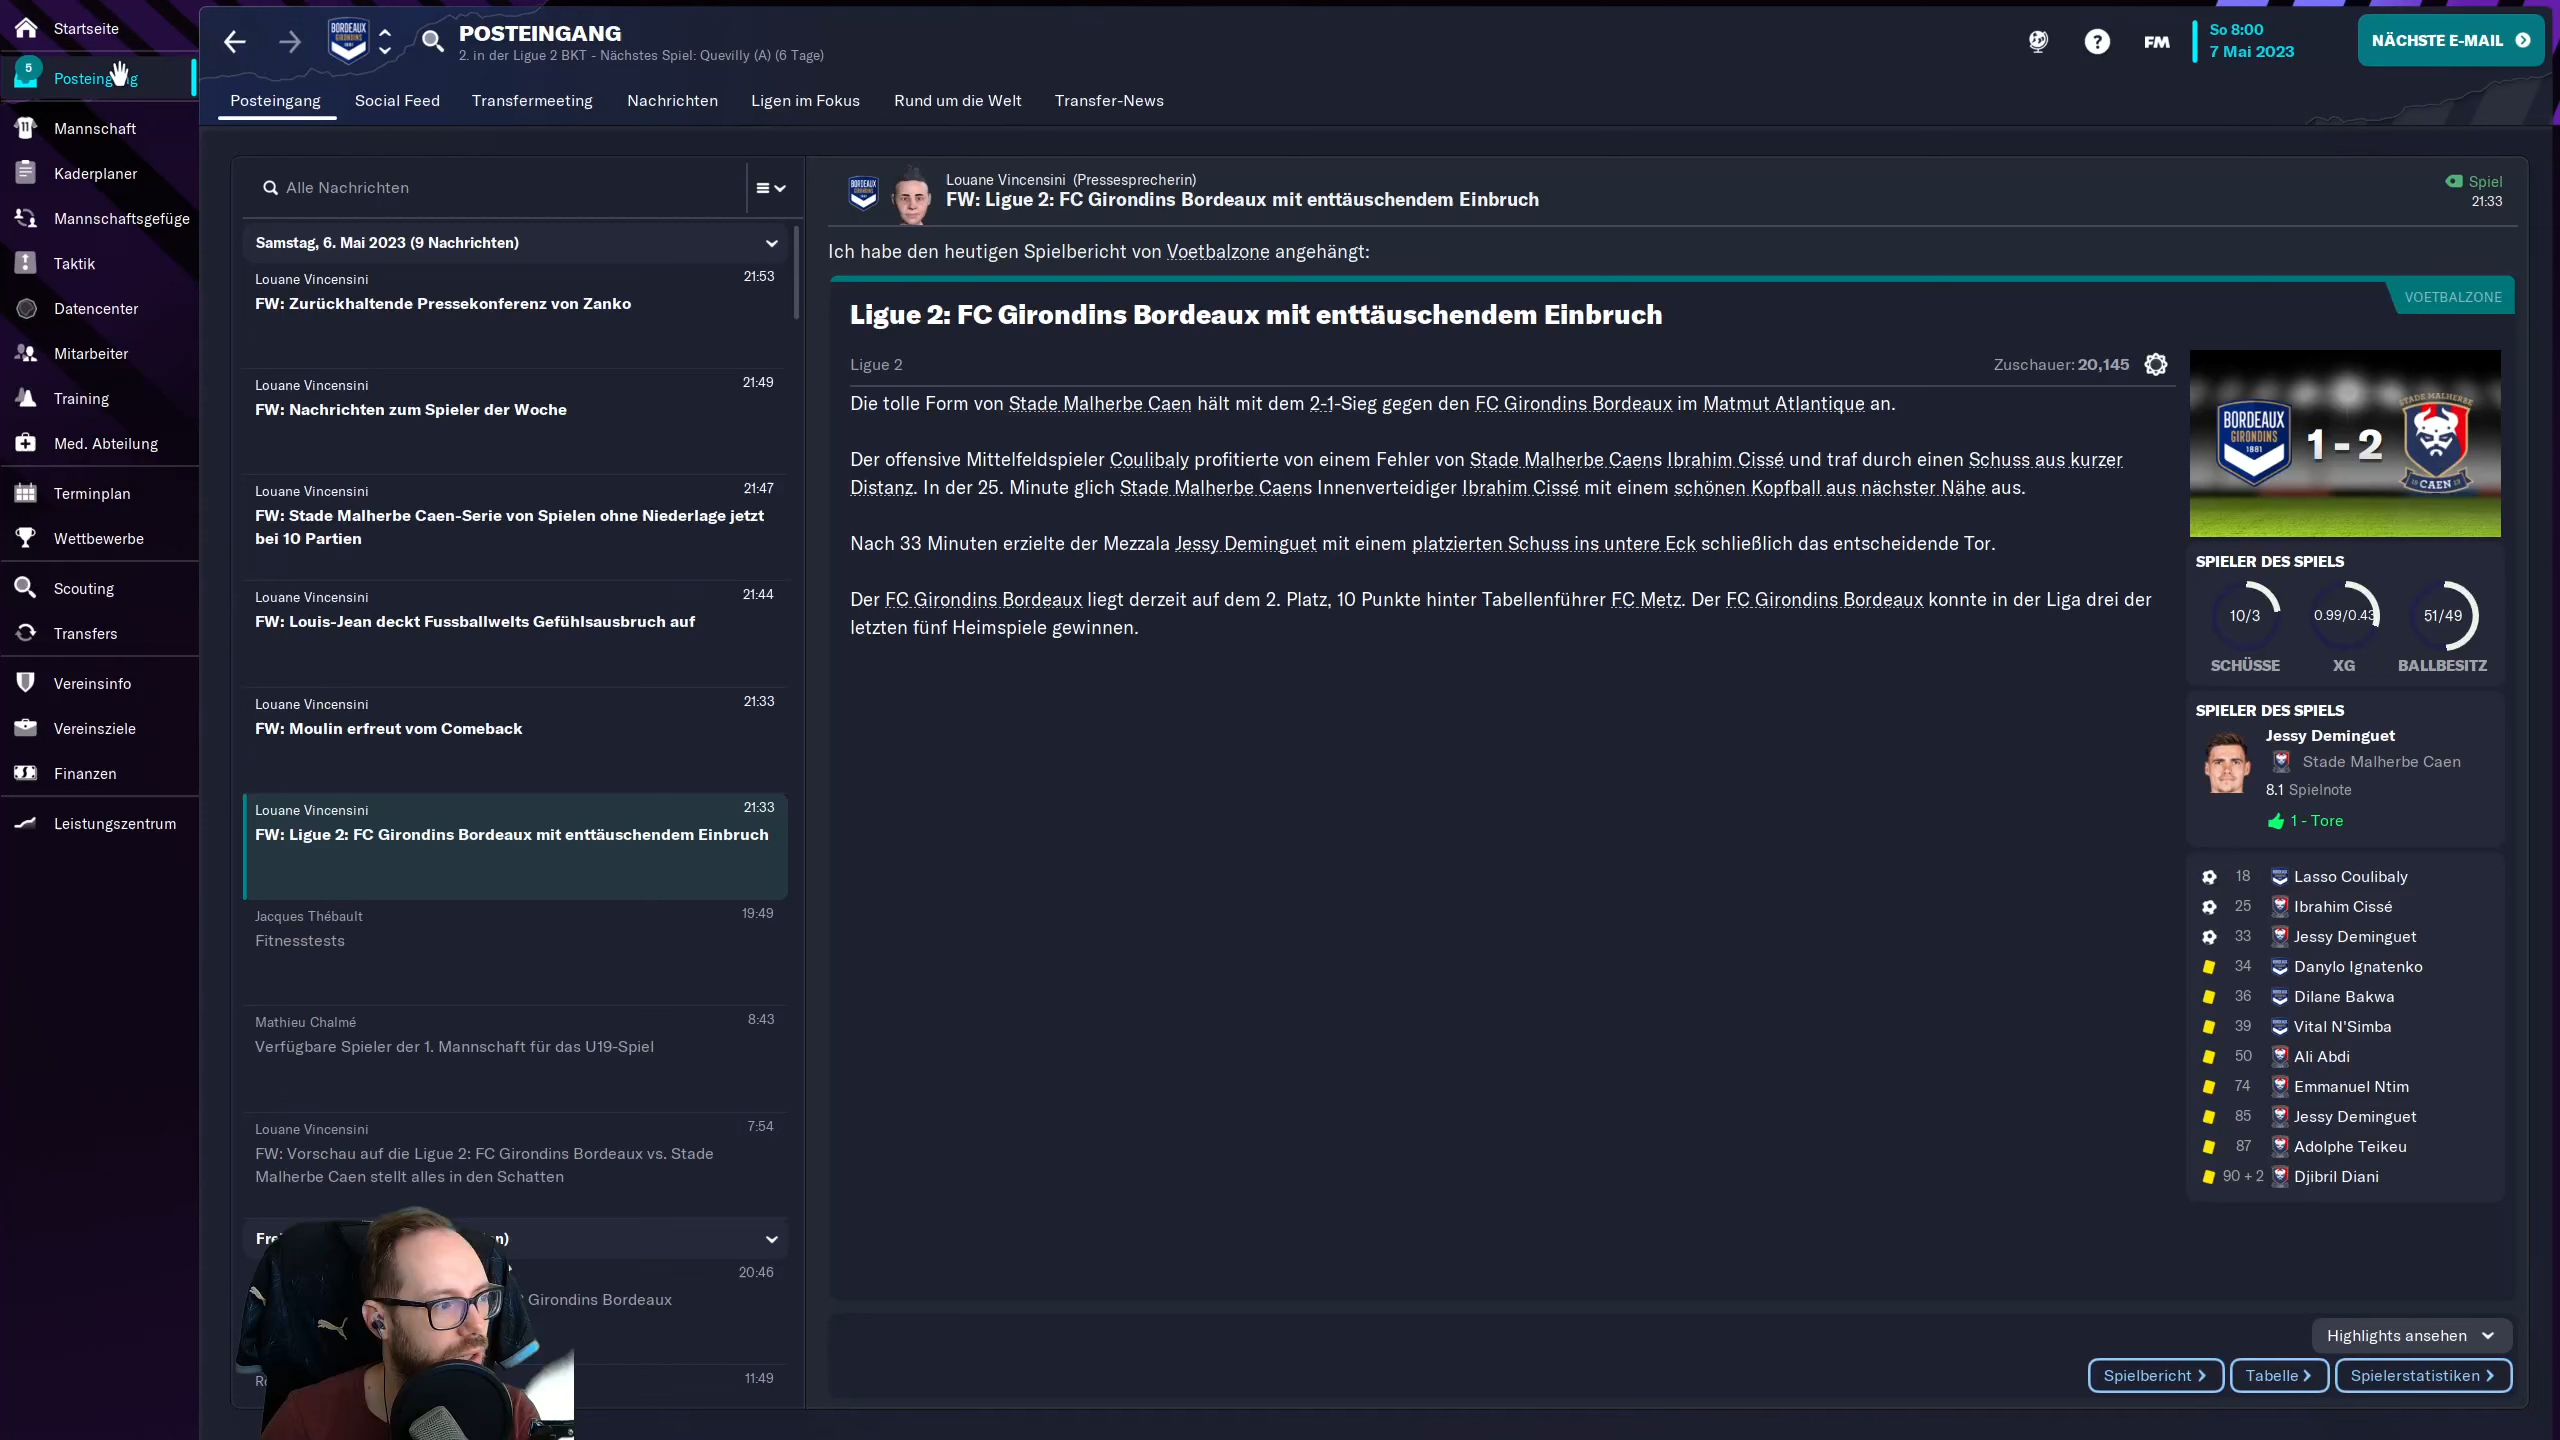 Startseite
5
Posteingang
Mannschaft
Kaderplaner
Mannschaftsgefüge
Taktik
Datencenter
Mitarbeiter
Training
Med. Abteilung
Terminplan
Wettbewerbe
Scouting
Transfers
Vereinsinfo
Vereinsziele
Finanzen
Leistungszentrum
POSTEINGANG
2. in der Ligue 2 BKT - Nächstes Spiel: Quevilly (A) (6 Tage)
FM
So 8:00
7 Mai 2023
NÄCHSTE E-MAIL
Posteingang Social Feed Transfermeeting Nachrichten Ligen im Fokus Rund um die Welt Transfer-News
Alle Nachrichten
Samstag, 6. Mai 2023 (9 Nachrichten)
Louane Vincensini 21:53
FW: Zurückhaltende Pressekonferenz von Zanko
Louane Vincensini 21:49
FW: Nachrichten zum Spieler der Woche
Louane Vincensini 21:47
FW: Stade Malherbe Caen-Serie von Spielen ohne Niederlage jetzt
bei 10 Partien
Louane Vincensini 21:44
FW: Louis-Jean deckt Fussballwelts Gefühlsausbruch auf
Louane Vincensini 21:33
FW: Moulin erfreut vom Comeback
Louane Vincensini 21:33
FW: Ligue 2: FC Girondins Bordeaux mit enttäuschendem Einbruch
Jacques Thébault 19:49
Fitnesstests
Mathieu Chalmé 8:43
Verfügbare Spieler der 1. Mannschaft für das U19-Spiel
Louane Vincensini 7:54
FW: Vorschau auf die Ligue 2: FC Girondins Bordeaux vs. Stade
Malherbe Caen stellt alles in den Schatten
20:46
Girondins Bordeaux
11:49
Louane Vincensini (Pressesprecherin)
FW: Ligue 2: FC Girondins Bordeaux mit enttäuschendem Einbruch
Spiel
21:33
Ich habe den heutigen Spielbericht von Voetbalzone angehängt:
VOETBALZONE
Ligue 2: FC Girondins Bordeaux mit enttäuschendem Einbruch
Ligue 2 Zuschauer: 20,145
Die tolle Form von Stade Malherbe Caen hält mit dem 2-1-Sieg gegen den FC Girondins Bordeaux im Matmut Atlantique an.
Der offensive Mittelfeldspieler Coulibaly profitierte von einem Fehler von Stade Malherbe Caens Ibrahim Cissé und traf durch einen Schuss aus kurzer
Distanz. In der 25. Minute glich Stade Malherbe Caens Innenverteidiger Ibrahim Cissé mit einem schönen Kopfball aus nächster Nähe aus.
Nach 33 Minuten erzielte der Mezzala Jessy Deminguet mit einem platzierten Schuss ins untere Eck schließlich das entscheidende Tor.
Der FC Girondins Bordeaux liegt derzeit auf dem 2. Platz, 10 Punkte hinter Tabellenführer FC Metz. Der FC Girondins Bordeaux konnte in der Liga drei der
letzten fünf Heimspiele gewinnen.
BORDEAUX
GIRONDINS
1881
1 - 2
STADE MALHERBE
CAEN
SPIELER DES SPIELS
10/3 0.99/0.43 51/49
SCHÜSSE XG BALLBESITZ
SPIELER DES SPIELS
Jessy Deminguet
Stade Malherbe Caen
8.1 Spielnote
1 - Tore
18 Lasso Coulibaly
25 Ibrahim Cissé
33 Jessy Deminguet
34 Danylo Ignatenko
36 Dilane Bakwa
39 Vital N'Simba
50 Ali Abdi
74 Emmanuel Ntim
85 Jessy Deminguet
87 Adolphe Teikeu
90 + 2 Djibril Diani
Highlights ansehen
Spielbericht Tabelle Spielerstatistiken